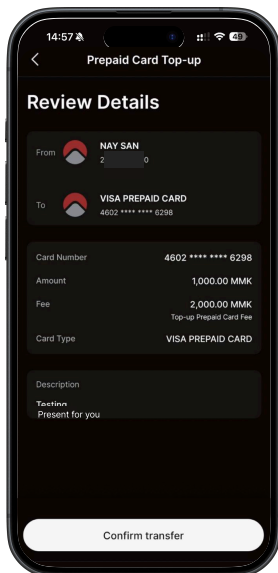 14:57
49
Prepaid Card Top-up
Review Details
From
NAY SAN
2 0
To
VISA PREPAID CARD
4602 **** **** 6298
Card Number 4602 **** **** 6298
Amount 1,000.00 MMK
Fee 2,000.00 MMK
Top-up Prepaid Card Fee
Card Type VISA PREPAID CARD
Description
Testing
Present for you
Confirm transfer